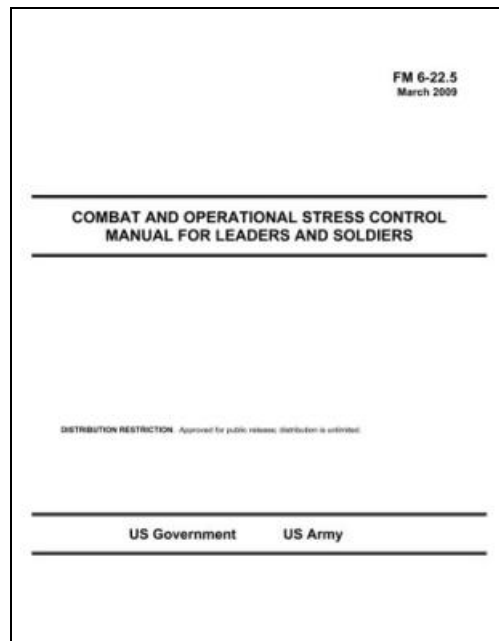 FM 6-22.5
March 2009
COMBAT AND OPERATIONAL STRESS CONTROL
MANUAL FOR LEADERS AND SOLDIERS
DISTRIBUTION RESTRICTION. Approved for public release; distribution is unlimited.
US Government US Army